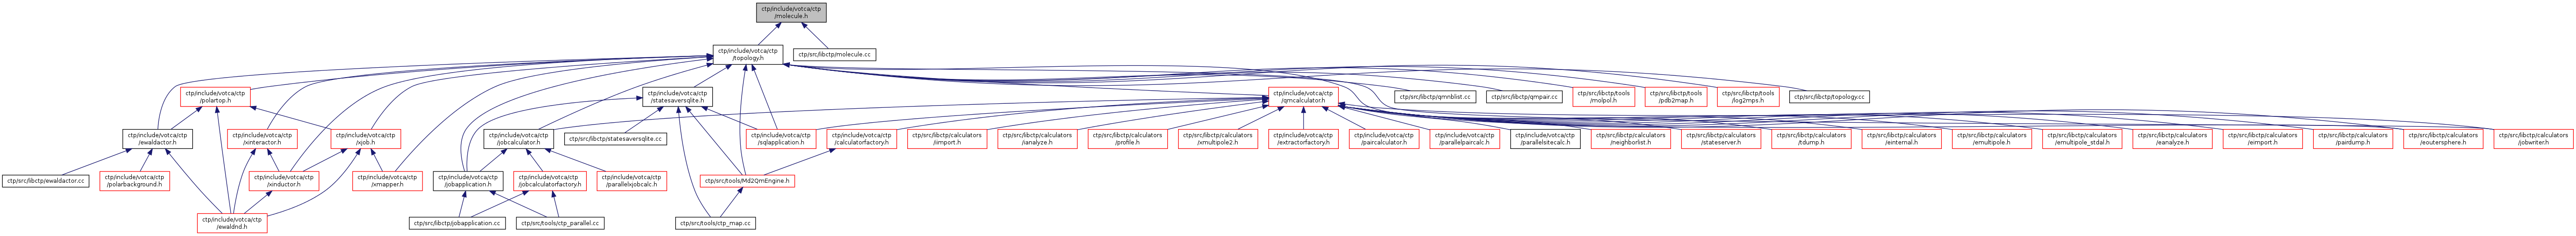 ctp/include/votca/ctp
/molecule.h
ctp/include/votca/ctp
/topology.h
ctp/src/libctp/molecule.cc
ctp/include/votca/ctp
/polartop.h
ctp/include/votca/ctp
/statesaversqlite.h
ctp/include/votca/ctp
/qmcalculator.h
ctp/src/libctp/qmnblist.cc
ctp/src/libctp/qmpair.cc
ctp/src/libctp/tools
/molpol.h
ctp/src/libctp/tools
/pdb2map.h
ctp/src/libctp/tools
/log2mps.h
ctp/src/libctp/topology.cc
ctp/include/votca/ctp
/ewaldactor.h
ctp/include/votca/ctp
/xinteractor.h
ctp/include/votca/ctp
/xjob.h
ctp/include/votca/ctp
/jobcalculator.h
ctp/src/libctp/statesaversqlite.cc
ctp/include/votca/ctp
/sqlapplication.h
ctp/include/votca/ctp
/calculatorfactory.h
ctp/src/libctp/calculators
/iimport.h
ctp/src/libctp/calculators
/ianalyze.h
ctp/src/libctp/calculators
/profile.h
ctp/src/libctp/calculators
/xmultipole2.h
ctp/include/votca/ctp
/extractorfactory.h
ctp/include/votca/ctp
/paircalculator.h
ctp/include/votca/ctp
/parallelpaircalc.h
ctp/include/votca/ctp
/parallelsitecalc.h
ctp/src/libctp/calculators
/neighborlist.h
ctp/src/libctp/calculators
/stateserver.h
ctp/src/libctp/calculators
/tdump.h
ctp/src/libctp/calculators
/einternal.h
ctp/src/libctp/calculators
/emultipole.h
ctp/src/libctp/calculators
/emultipole_stdal.h
ctp/src/libctp/calculators
/eanalyze.h
ctp/src/libctp/calculators
/eimport.h
ctp/src/libctp/calculators
/pairdump.h
ctp/src/libctp/calculators
/eoutersphere.h
ctp/src/libctp/calculators
/jobwriter.h
ctp/src/libctp/ewaldactor.cc
ctp/include/votca/ctp
/polarbackground.h
ctp/include/votca/ctp
/xinductor.h
ctp/include/votca/ctp
/xmapper.h
ctp/include/votca/ctp
/jobapplication.h
ctp/include/votca/ctp
/jobcalculatorfactory.h
ctp/include/votca/ctp
/parallelxjobcalc.h
ctp/src/tools/Md2QmEngine.h
ctp/include/votca/ctp
/ewaldnd.h
ctp/src/libctp/jobapplication.cc
ctp/src/tools/ctp_parallel.cc
ctp/src/tools/ctp_map.cc